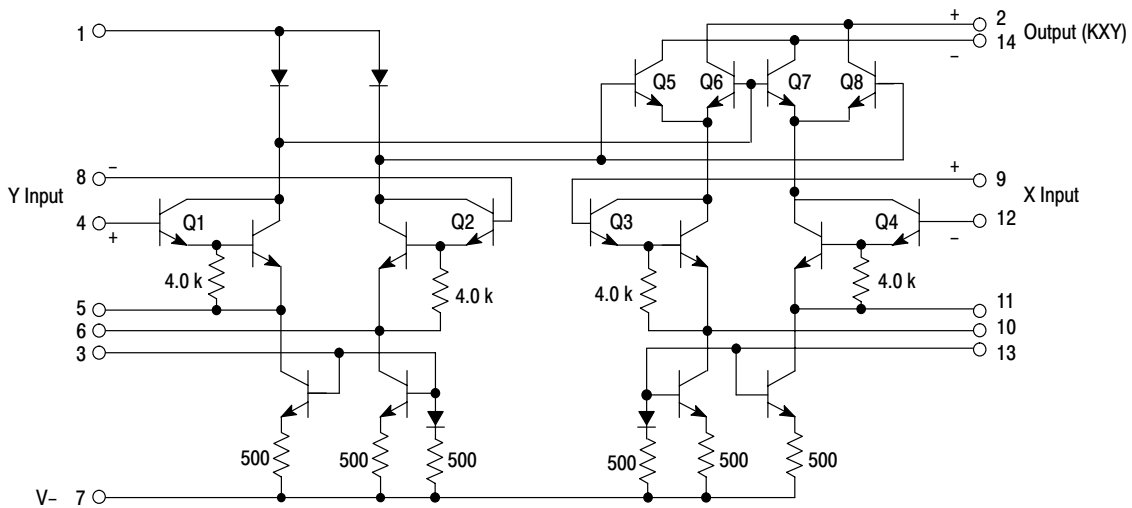 1
+ 2 Output (KXY)
14
−
Q5 Q6 Q7 Q8
8 −
+ 9
Y Input
X Input
4 +
Q1 Q2 Q3 Q4
12
−
4.0 k 4.0 k 4.0 k 4.0 k
5
11
6
10
3
13
500 500 500 500 500 500
V− 7